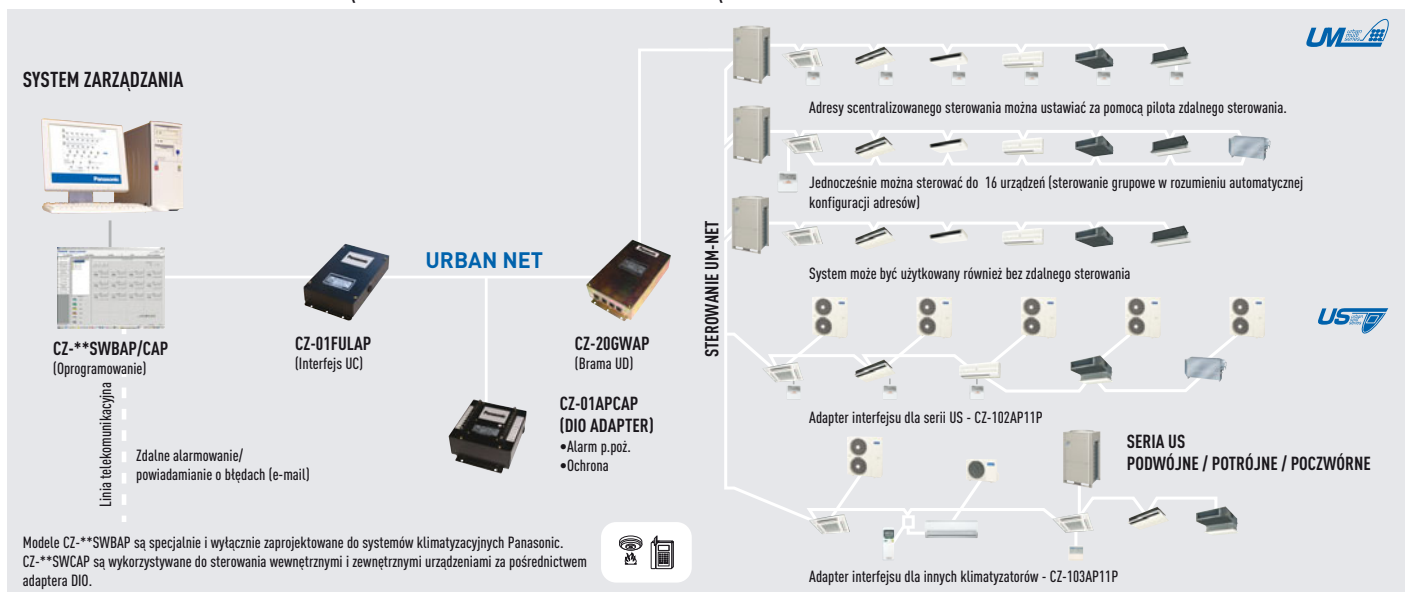 SYSTEM ZARZĄDZANIA
Panasonic
CZ-**SWBAP/CAP
(Oprogramowanie)
Linia telekomunikacyjna
Zdalne alarmowanie/
powiadamianie o błędach (e-mail)
CZ-01FULAP
(Interfejs UC)
URBAN NET
CZ-20GWAP
(Brama UD)
CZ-01APCAP
(DIO ADAPTER)
•Alarm p.poż.
•Ochrona
Modele CZ-**SWBAP są specjalnie i wyłącznie zaprojektowane do systemów klimatyzacyjnych Panasonic.
CZ-**SWCAP są wykorzystywane do sterowania wewnętrznymi i zewnętrznymi urządzeniami za pośrednictwem
adaptera DIO.
STEROWANIE UM-NET
UM
Adresy scentralizowanego sterowania można ustawiać za pomocą pilota zdalnego sterowania.
Jednocześnie można sterować do 16 urządzeń (sterowanie grupowe w rozumieniu automatycznej
konfiguracji adresów)
System może być użytkowany również bez zdalnego sterowania
US
Adapter interfejsu dla serii US - CZ-102AP11P
SERIA US
PODWÓJNE / POTRÓJNE / POCZWÓRNE
Adapter interfejsu dla innych klimatyzatorów - CZ-103AP11P